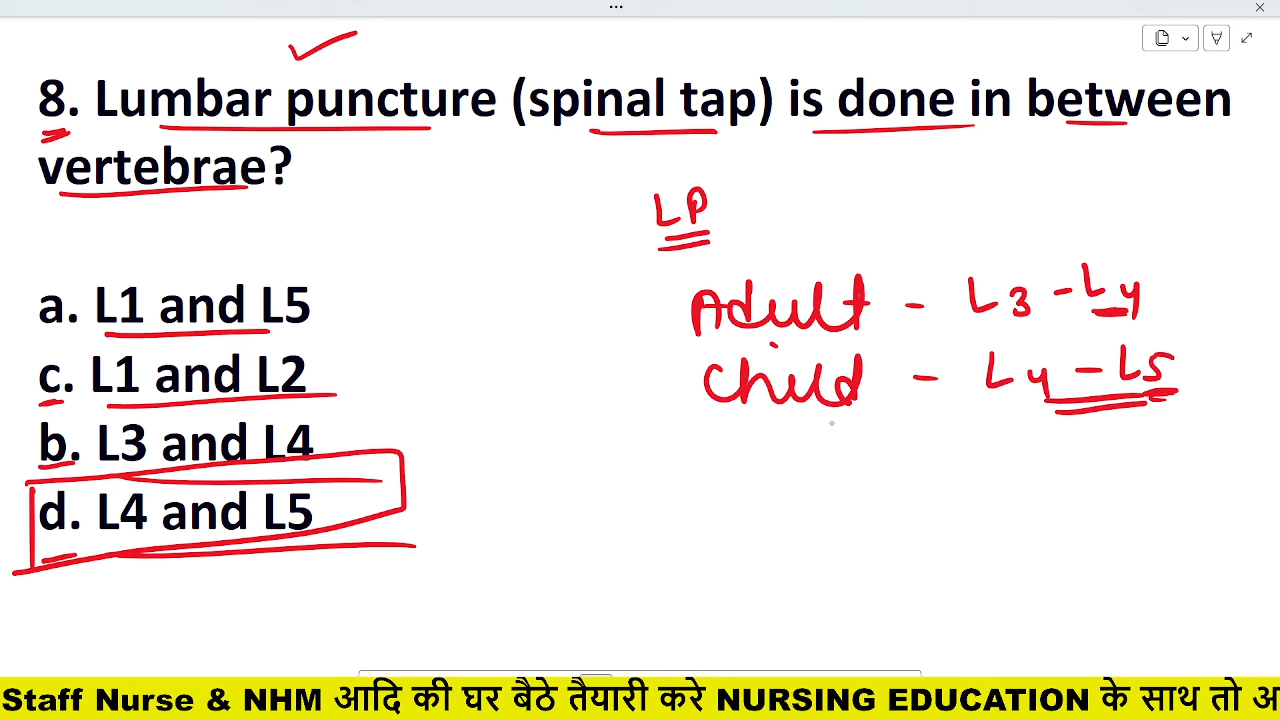 8. Lumbar puncture (spinal tap) is done in between
vertebrae?
LP
a. L1 and L5
Adult - L3 - L4
c. L1 and L2
Child - L4 - L5
b. L3 and L4
d. L4 and L5
Staff Nurse & NHM आदि की घर बैठे तैयारी करे NURSING EDUCATION के साथ तो अ